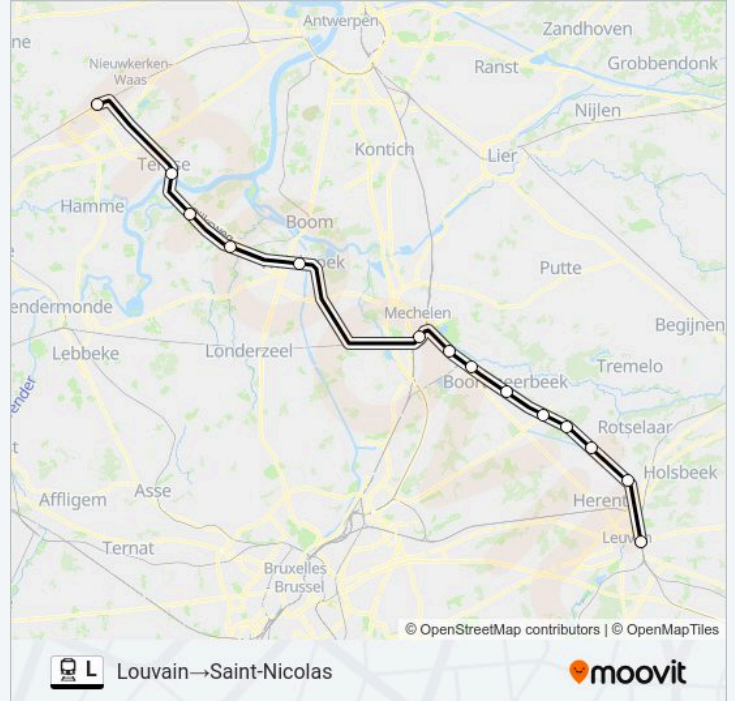 Antwerpen
Zandhoven
ne
Nieuwkerken-
Waas
Ranst
Grobbendonk
Nijlen
Kontich
Lier
Hamme
Boom
Putte
endermonde
Mechelen
Begijnen
Lebbeke
Londerzeel
Tremelo
ender
Rotselaar
t
Holsbeek
Asse
Affligem
Herent
Ternat
Bruxelles
- Brussel
© OpenStreetMap contributors | © OpenMapTiles
L Louvain→Saint-Nicolas
moovit